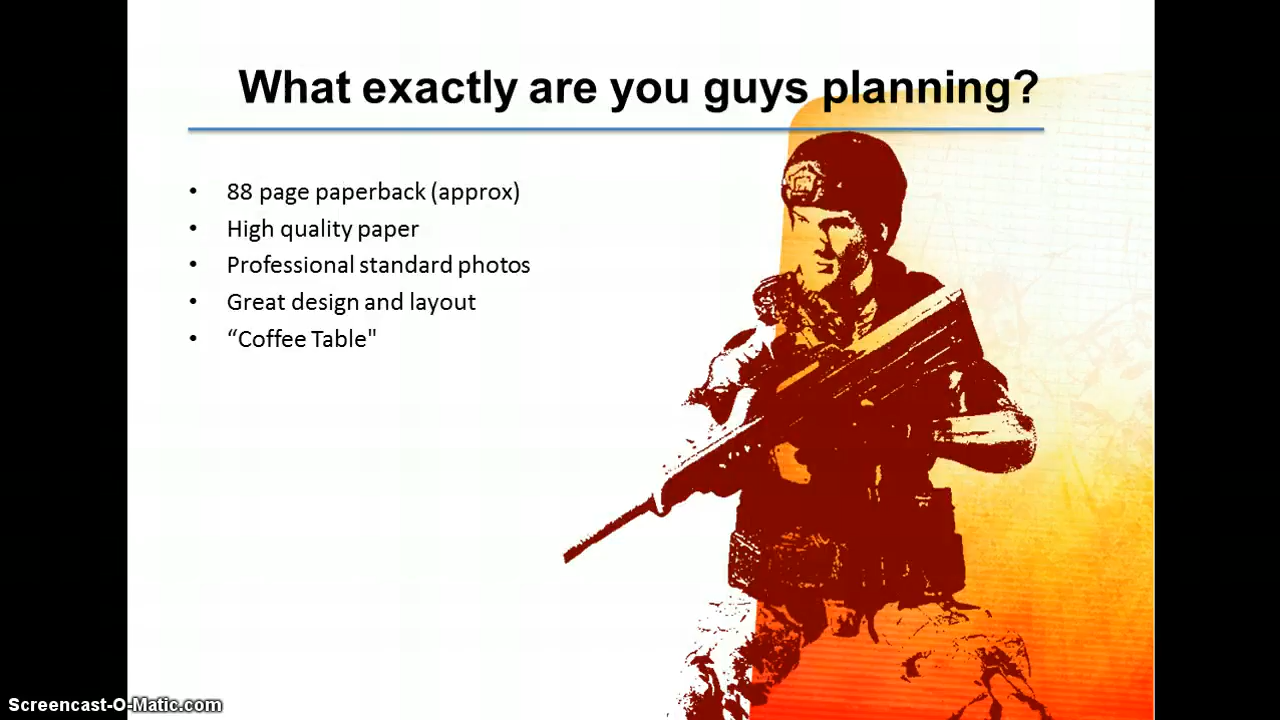 What exactly are you guys planning?
• 88 page paperback (approx)
• High quality paper
• Professional standard photos
• Great design and layout
• “Coffee Table"
Screencast-O-Matic.com